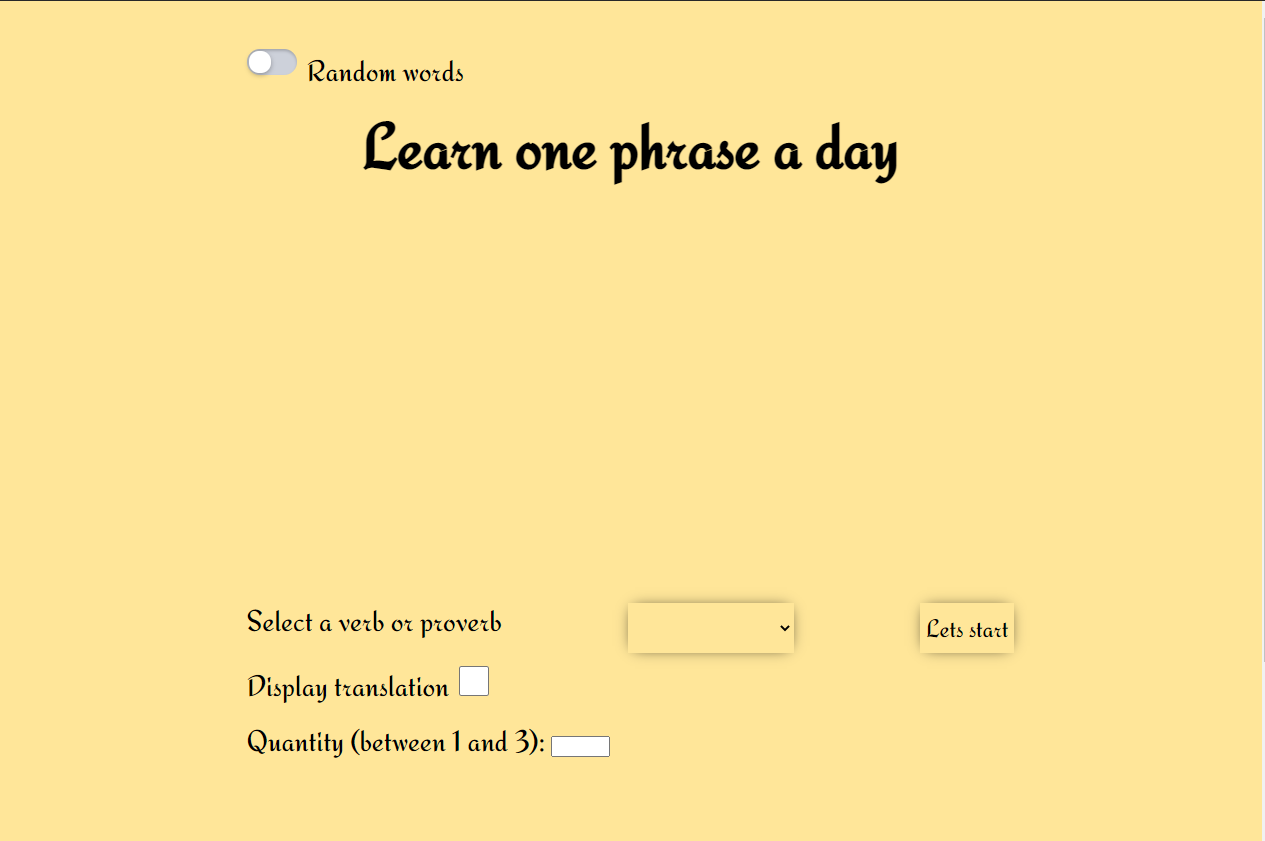 Random words
Learn one phrase a day
Select a verb or proverb
Lets start
Display translation
Quantity (between 1 and 3):